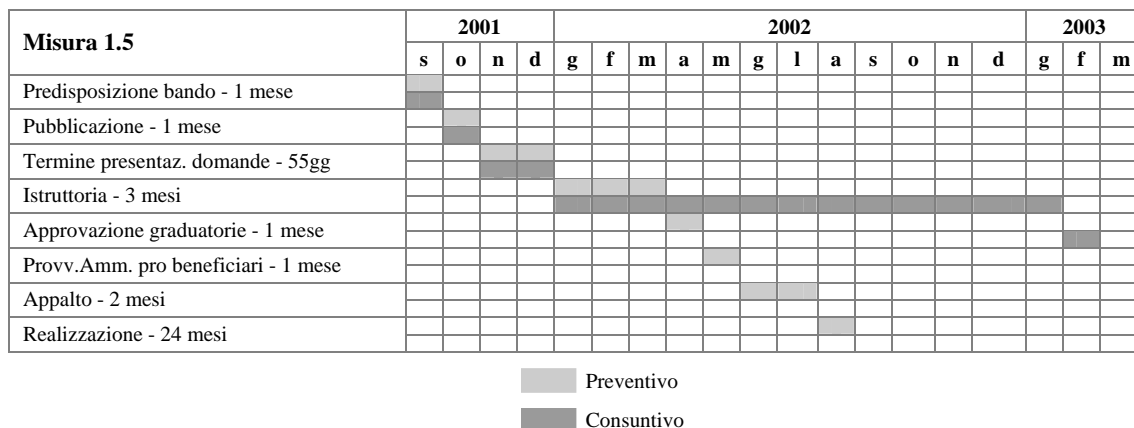 Misura 1.5 2001 2002 2003
s o n d g f m a m g l a s o n d g f m
Predisposizione bando - 1 mese
Pubblicazione - 1 mese
Termine presentaz. domande - 55gg
Istruttoria - 3 mesi
Approvazione graduatorie - 1 mese
Provv.Amm. pro beneficiari - 1 mese
Appalto - 2 mesi
Realizzazione - 24 mesi
Preventivo
Consuntivo